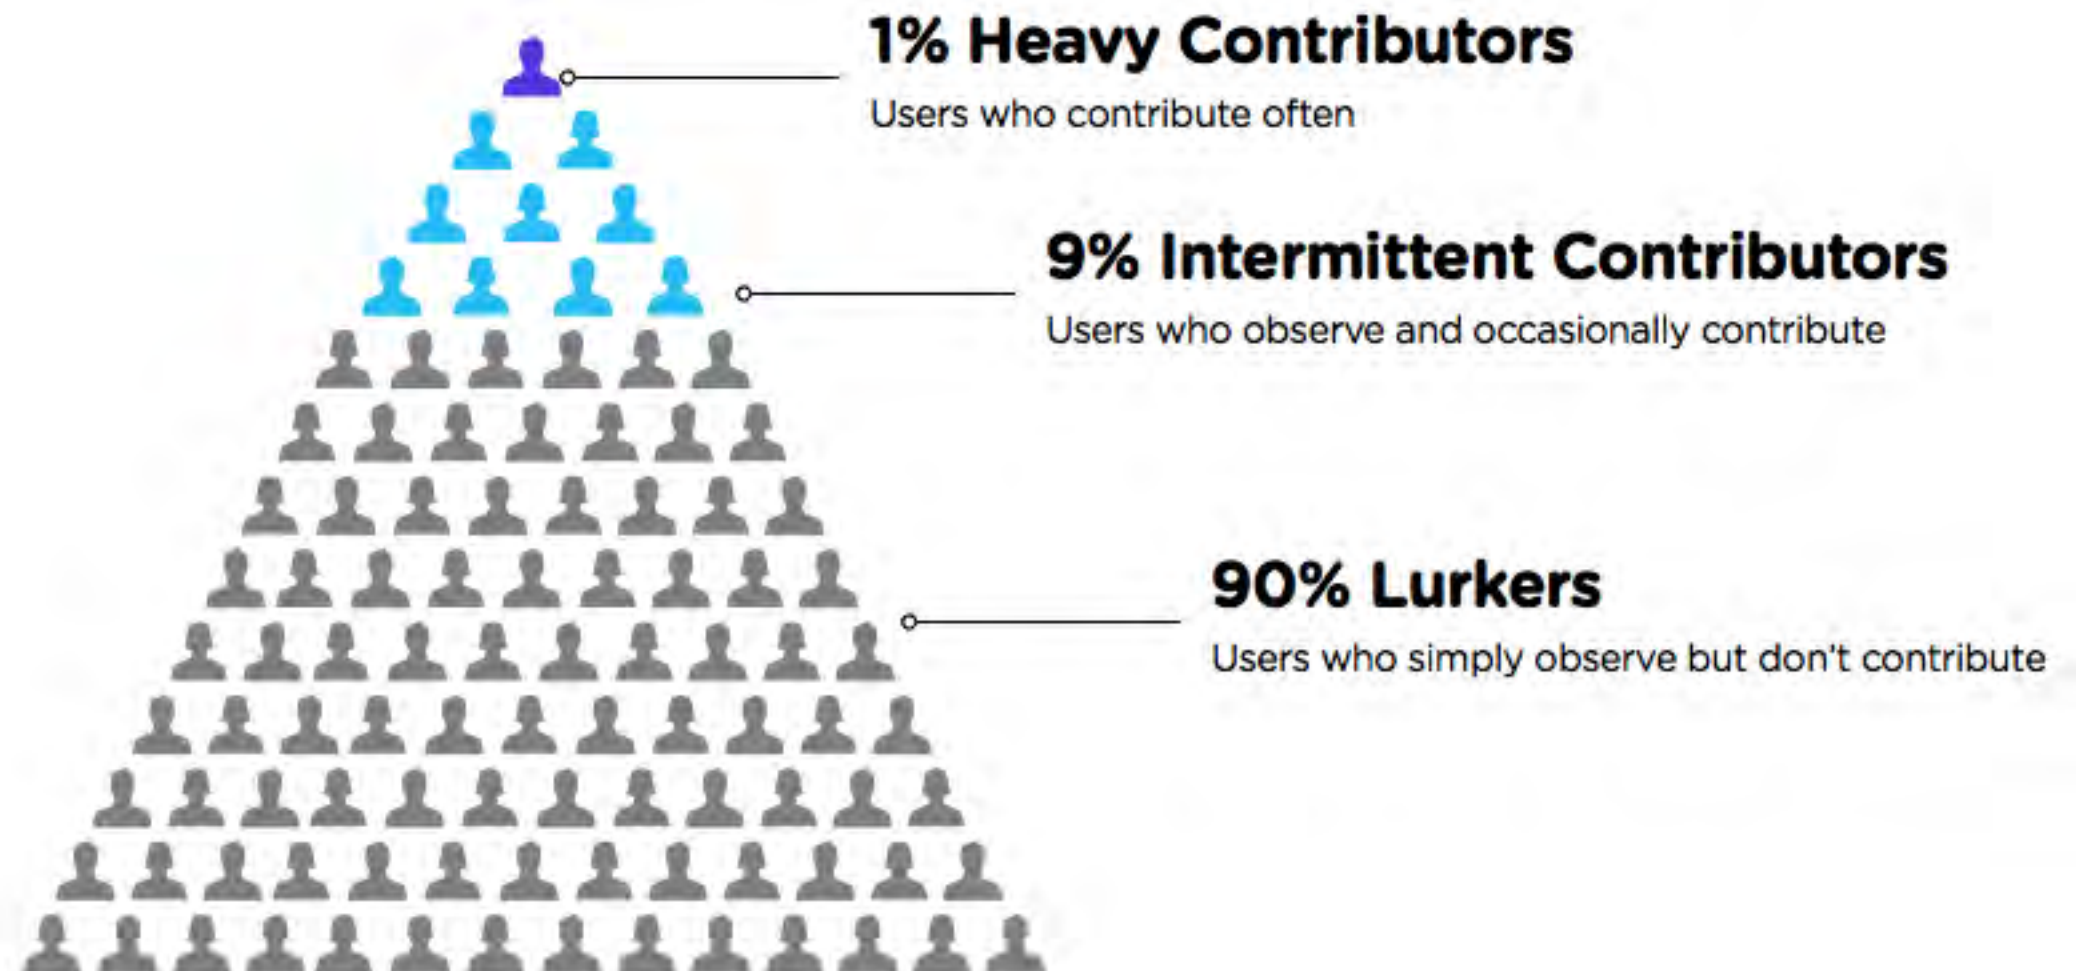 1% Heavy Contributors
Users who contribute often
9% Intermittent Contributors
Users who observe and occasionally contribute
90% Lurkers
Users who simply observe but don't contribute